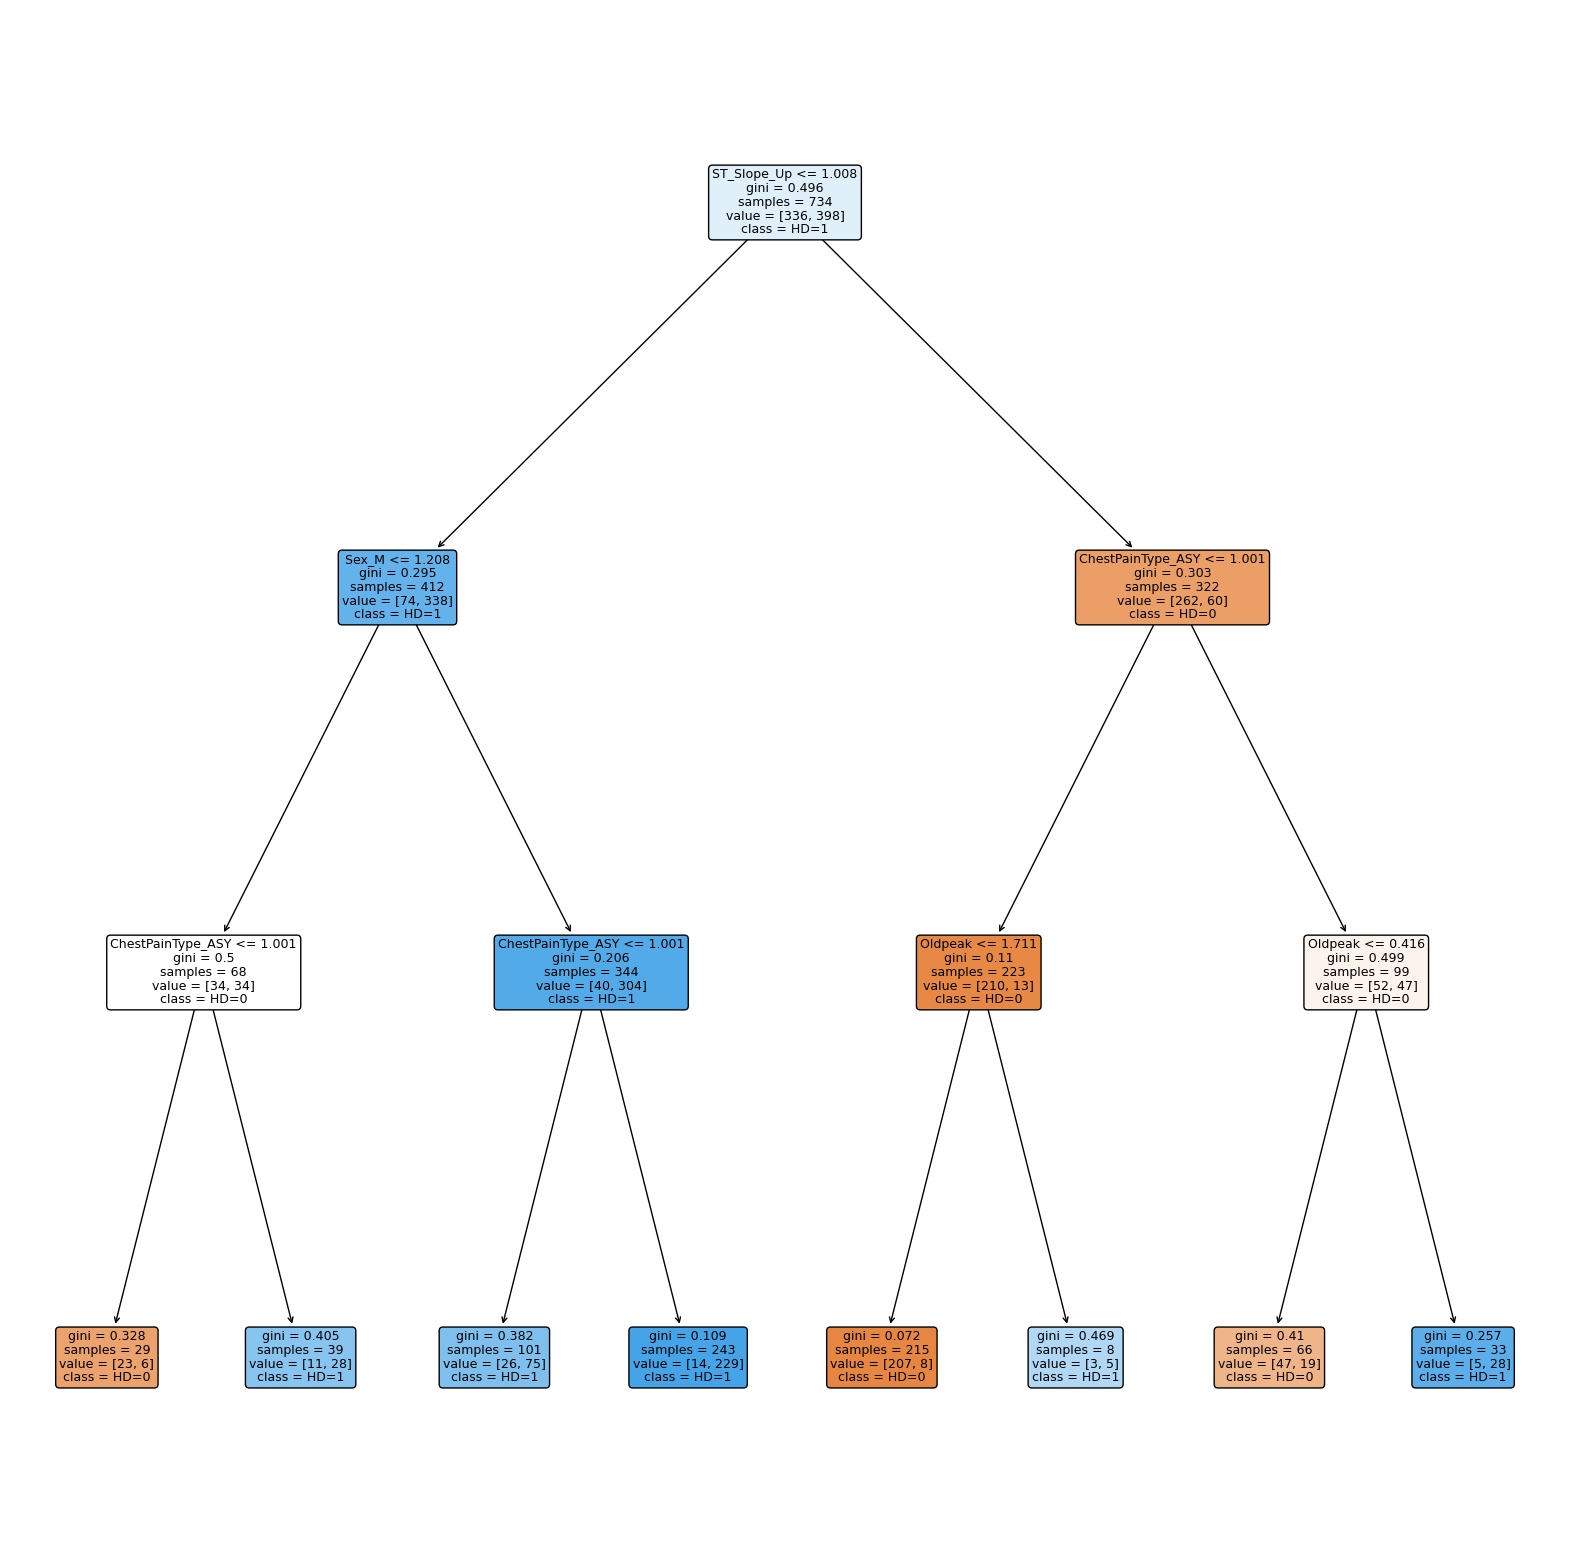 ST_Slope_Up <= 1.008
gini = 0.496
samples = 734
value = [336, 398]
class = HD=1
Sex_M <= 1.208
gini = 0.295
samples = 412
value = [74, 338]
class = HD=1
ChestPainType_ASY <= 1.001
gini = 0.303
samples = 322
value = [262, 60]
class = HD=0
ChestPainType_ASY <= 1.001
gini = 0.5
samples = 68
value = [34, 34]
class = HD=0
ChestPainType_ASY <= 1.001
gini = 0.206
samples = 344
value = [40, 304]
class = HD=1
Oldpeak <= 1.711
gini = 0.11
samples = 223
value = [210, 13]
class = HD=0
Oldpeak <= 0.416
gini = 0.499
samples = 99
value = [52, 47]
class = HD=0
gini = 0.328
samples = 29
value = [23, 6]
class = HD=0
gini = 0.405
samples = 39
value = [11, 28]
class = HD=1
gini = 0.382
samples = 101
value = [26, 75]
class = HD=1
gini = 0.109
samples = 243
value = [14, 229]
class = HD=1
gini = 0.072
samples = 215
value = [207, 8]
class = HD=0
gini = 0.469
samples = 8
value = [3, 5]
class = HD=1
gini = 0.41
samples = 66
value = [47, 19]
class = HD=0
gini = 0.257
samples = 33
value = [5, 28]
class = HD=1